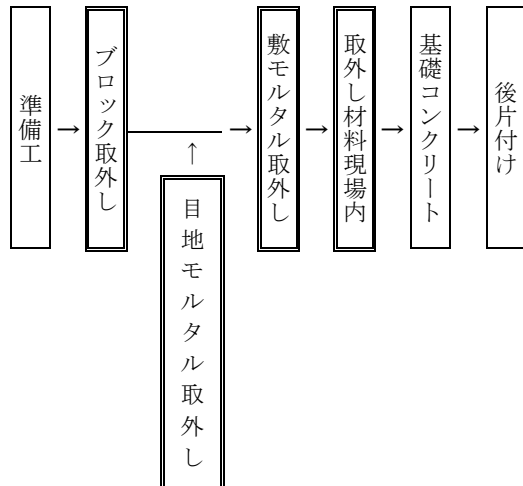 準備工
→
ブロック取外し
→
敷モルタル取外し
→
取外し材料現場内
→
基礎コンクリート
→
後片付け
↑
目地モルタル取外し